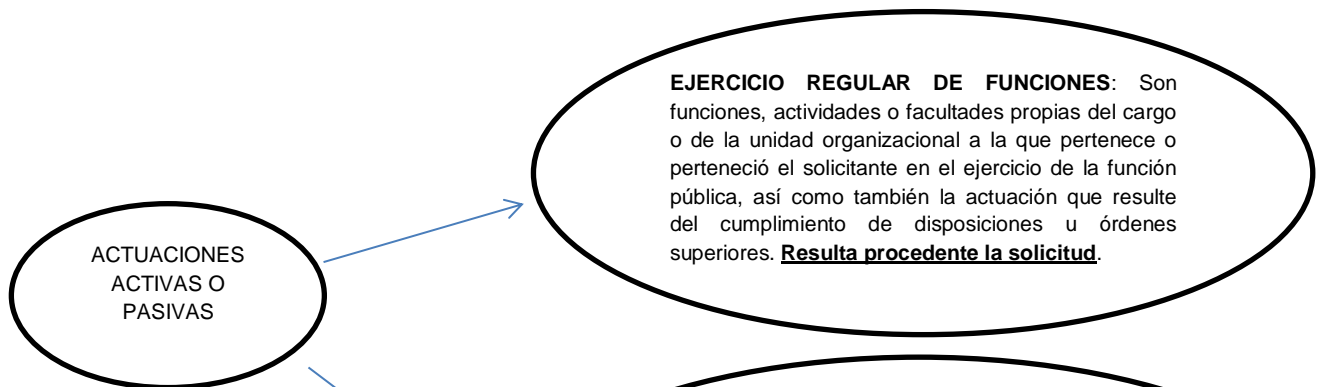 EJERCICIO REGULAR DE FUNCIONES: Son
funciones, actividades o facultades propias del cargo
o de la unidad organizacional a la que pertenece o
perteneció el solicitante en el ejercicio de la función
pública, así como también la actuación que resulte
del cumplimiento de disposiciones u órdenes
superiores. Resulta procedente la solicitud.
ACTUACIONES
ACTIVAS O
PASIVAS